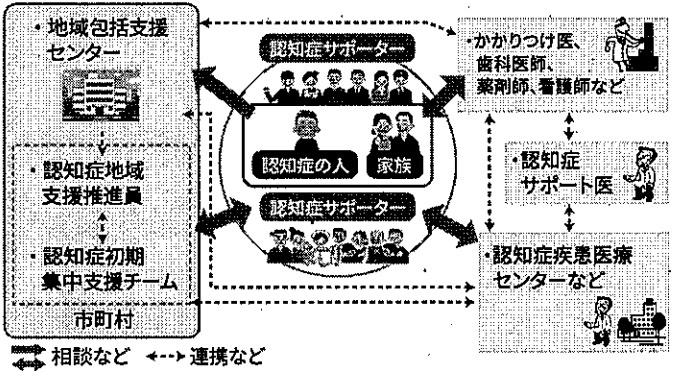 ・地域包括支援
センター
・認知症地域
支援推進員
・認知症初期
集中支援チーム
市町村
認知症サポーター
認知症の人
家族
認知症サポーター
・かかりつけ医、
歯科医師、
薬剤師、看護師など
・認知症
サポート医
・認知症疾患医療
センターなど
相談など
連携など